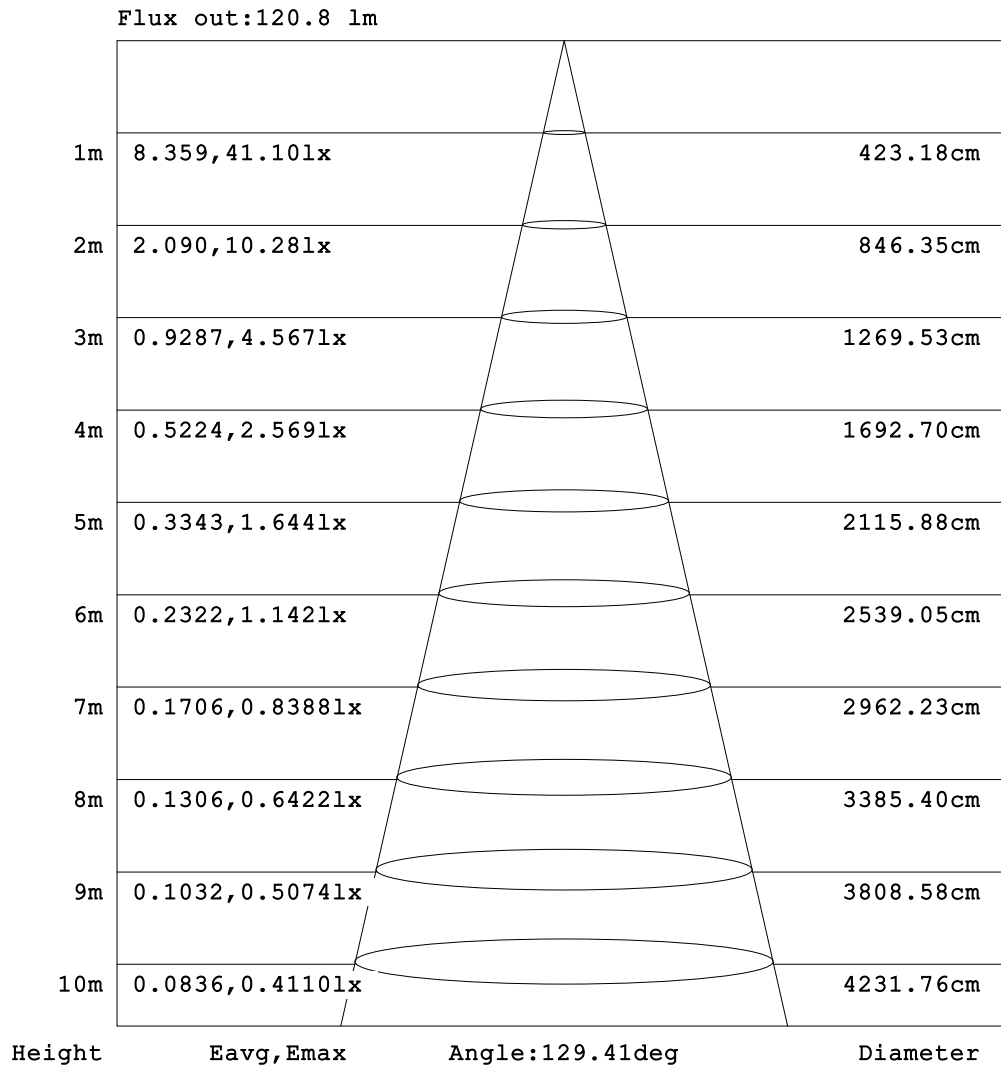 Flux out:120.8 lm
1m 8.359,41.10lx 423.18cm
2m 2.090,10.28lx 846.35cm
3m 0.9287,4.567lx 1269.53cm
4m 0.5224,2.569lx 1692.70cm
5m 0.3343,1.644lx 2115.88cm
6m 0.2322,1.142lx 2539.05cm
7m 0.1706,0.8388lx 2962.23cm
8m 0.1306,0.6422lx 3385.40cm
9m 0.1032,0.5074lx 3808.58cm
10m 0.0836,0.4110lx 4231.76cm
Height Eavg,Emax Angle:129.41deg Diameter